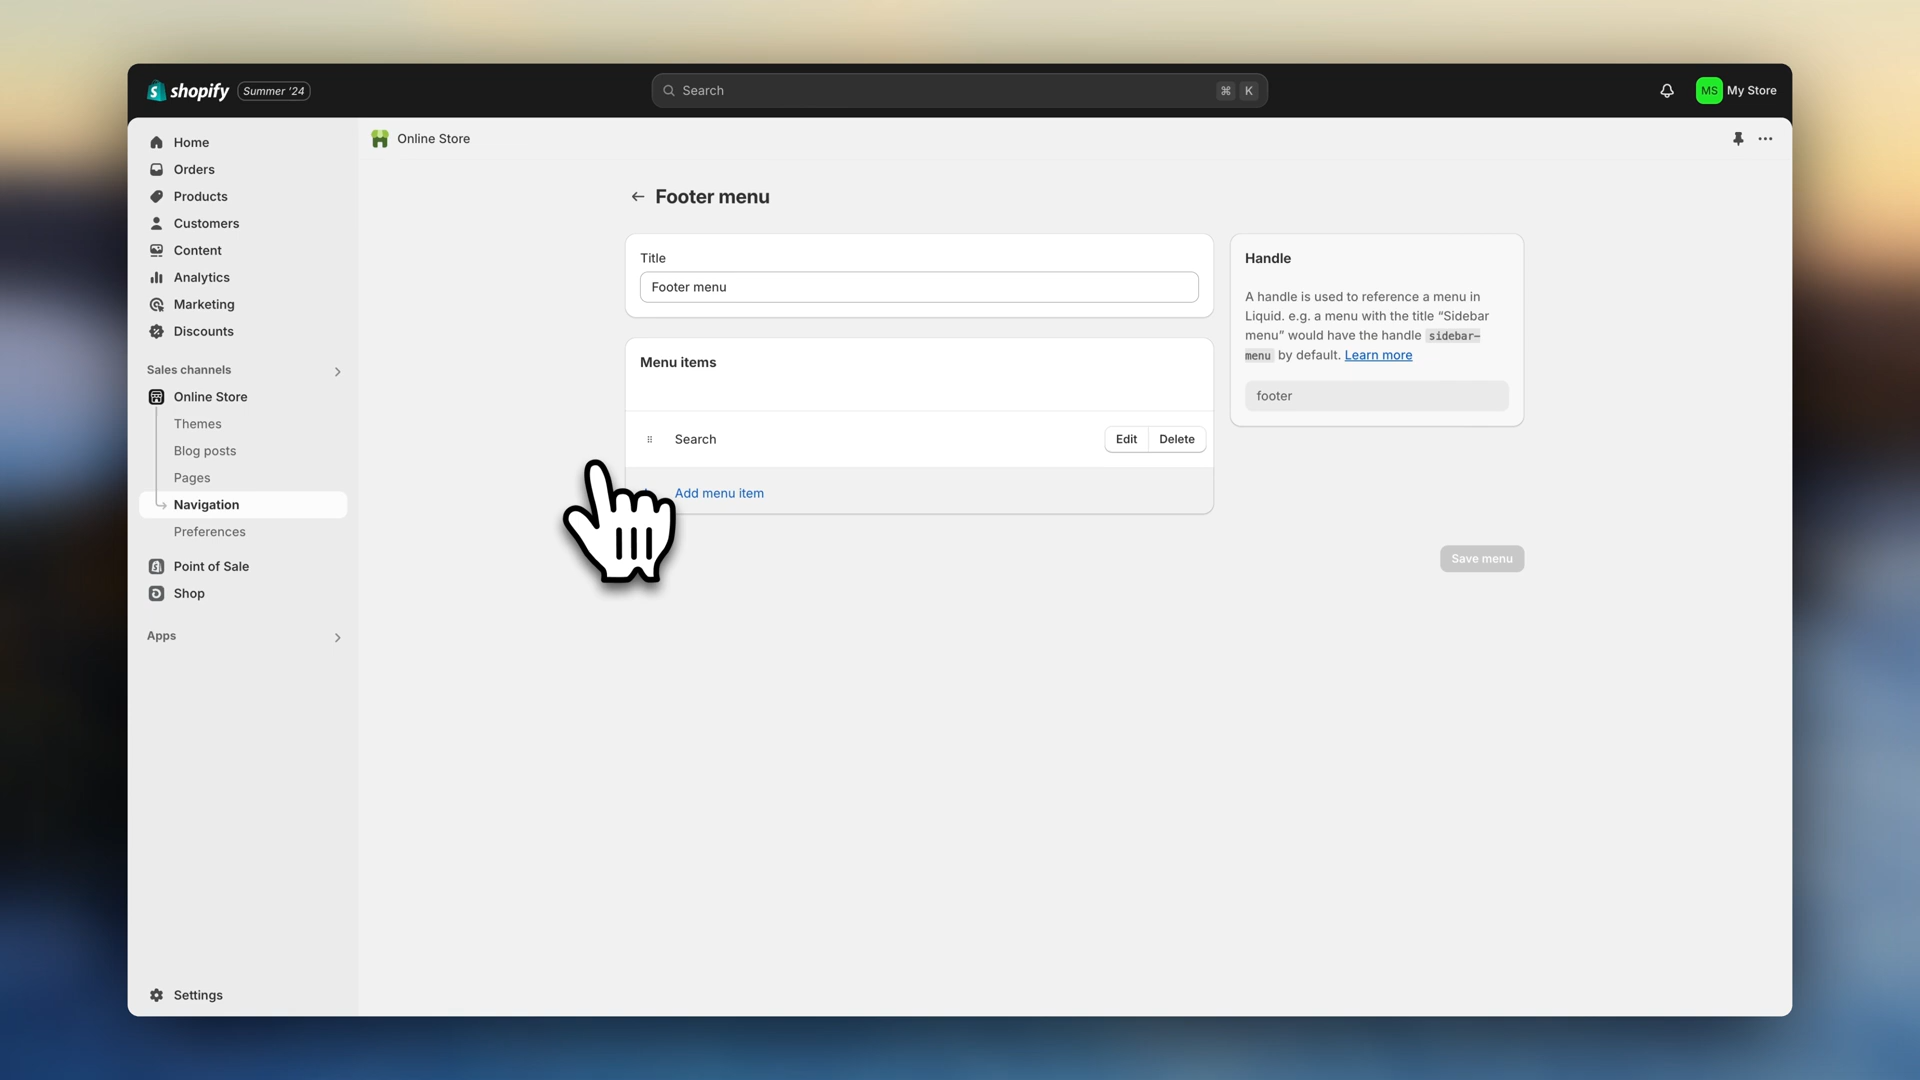 shopify
Summer '24
Search
⌘ K
MS
My Store
Home
Orders
Products
Customers
Content
Analytics
Marketing
Discounts
Sales channels
Online Store
Themes
Blog posts
Pages
Navigation
Preferences
Point of Sale
Shop
Apps
Settings
Online Store
Footer menu
Title
Footer menu
Menu items
Search
Edit
Delete
Add menu item
Handle
A handle is used to reference a menu in
Liquid. e.g. a menu with the title “Sidebar
menu” would have the handle sidebar-
menu by default. Learn more
footer
Save menu